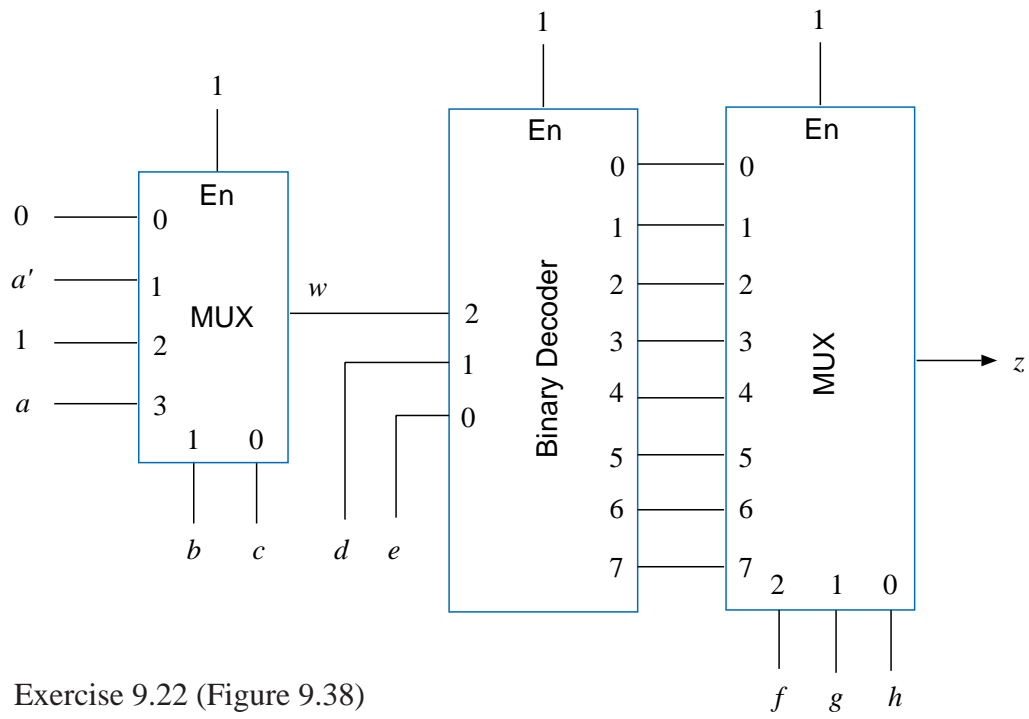 1 1
1
En En
En
0 0 0
0 0
1 1
a' 1
w 2 2
MUX 2
1 2 3 3
1
Binary Decoder
MUX
z
a 3 4 4
0
1 0
5 5
6 6
b c d e
7 7
2 1 0
Exercise 9.22 (Figure 9.38)
f g h